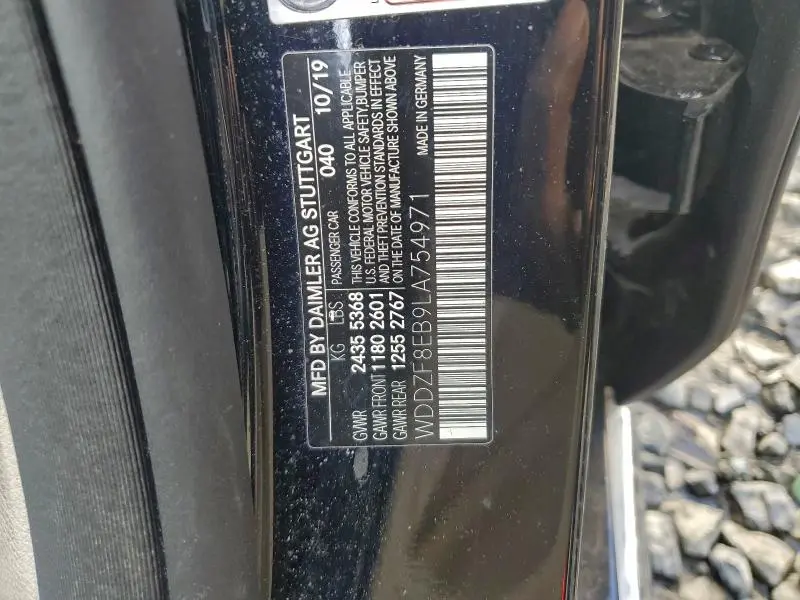 MFD BY DAIMLER AG STUTTGART
040 10/19
KG LBS PASSENGER CAR
GVWR 2435 5368
GAWR FRONT 1180 2601
GAWR REAR 1255 2767
THIS VEHICLE CONFORMS TO ALL APPLICABLE
U.S. FEDERAL MOTOR VEHICLE SAFETY, BUMPER
AND THEFT PREVENTION STANDARDS IN EFFECT
ON THE DATE OF MANUFACTURE SHOWN ABOVE
WDDZF8EB9LA754971 MADE IN GERMANY